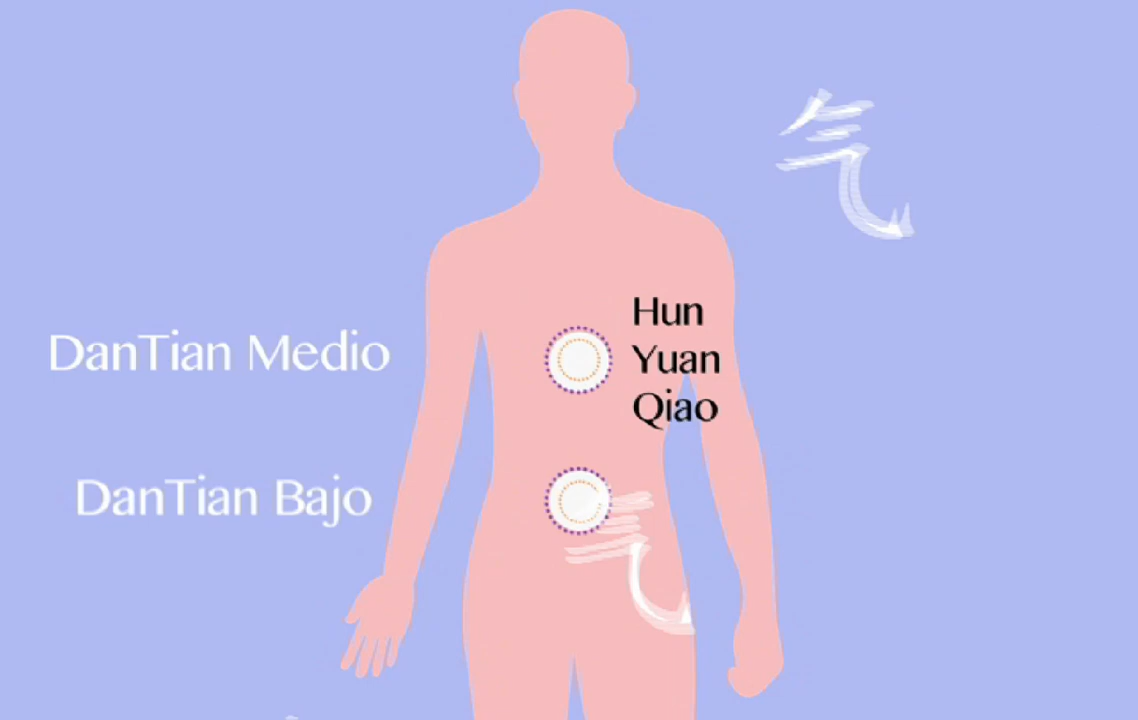 气
Hun
DanTian Medio
Yuan
Qiao
DanTian Bajo
气